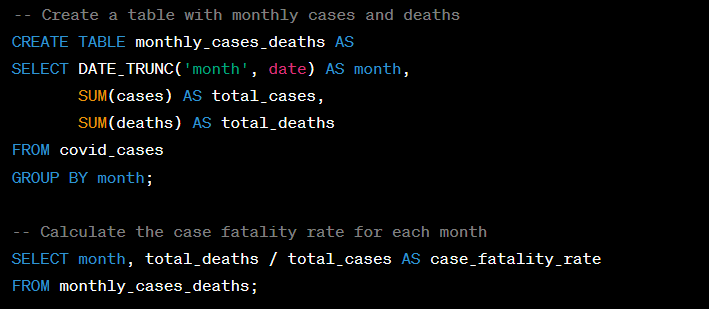 -- Create a table with monthly cases and deaths
CREATE TABLE monthly_cases_deaths AS
SELECT DATE_TRUNC('month', date) AS month,
       SUM(cases) AS total_cases,
       SUM(deaths) AS total_deaths
FROM covid_cases
GROUP BY month;

-- Calculate the case fatality rate for each month
SELECT month, total_deaths / total_cases AS case_fatality_rate
FROM monthly_cases_deaths;